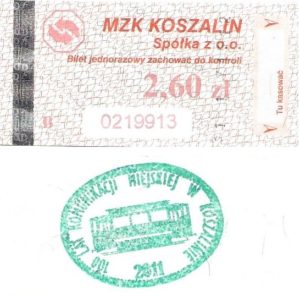 MZK KOSZALIN
Spółka z o.o.
Bilet jednorazowy zachować do kontroli
2,60 zł
B 0219913
Tu kasować
100 LAT KOMUNIKACJI MIEJSKIEJ W KOSZALINIE
2011